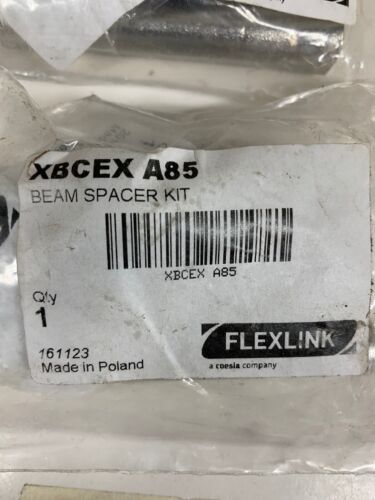 XBCEX A85
BEAM SPACER KIT
XBCEX A85
Qty
1
161123
Made in Poland
FLEXLINK
a coesia company